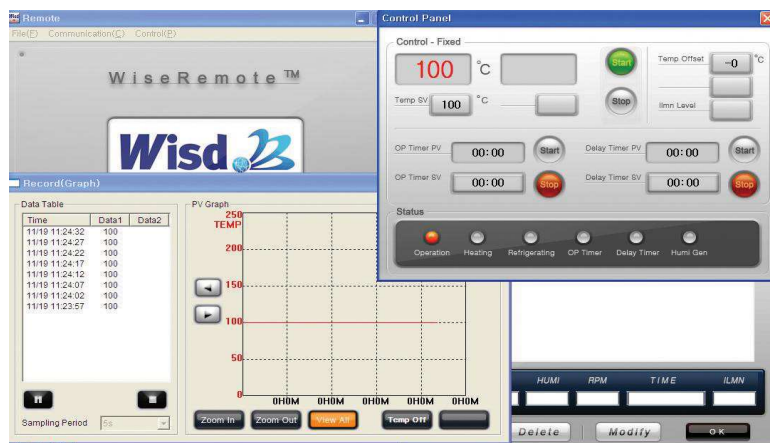 Remote
File(F) Communication(C) Control(P)
WiseRemote™
Wisd
Record(Graph)
Data Table
Time Data1 Data2
11/19 11:24:32 100
11/19 11:24:27 100
11/19 11:24:22 100
11/19 11:24:17 100
11/19 11:24:12 100
11/19 11:24:07 100
11/19 11:24:02 100
11/19 11:23:57 100
Sampling Period 5s
PV Graph
TEMP
250
200
150
100
50
0
0H0M 0H0M 0H0M 0H0M 0H0M
Zoom In Zoom Out View All Temp Off
Control Panel
Control - Fixed
100 °C
Start
Temp Offset -0 °C
Temp SV 100 °C
Stop
Ilmn Level
OP Timer PV 00:00 Start Delay Timer PV 00:00 Start
OP Timer SV 00:00 Stop Delay Timer SV 00:00 Stop
Status
Operation Heating Refrigerating OP Timer Delay Timer Humi Gen
HUMI RPM TIME ILMN
Delete Modify OK